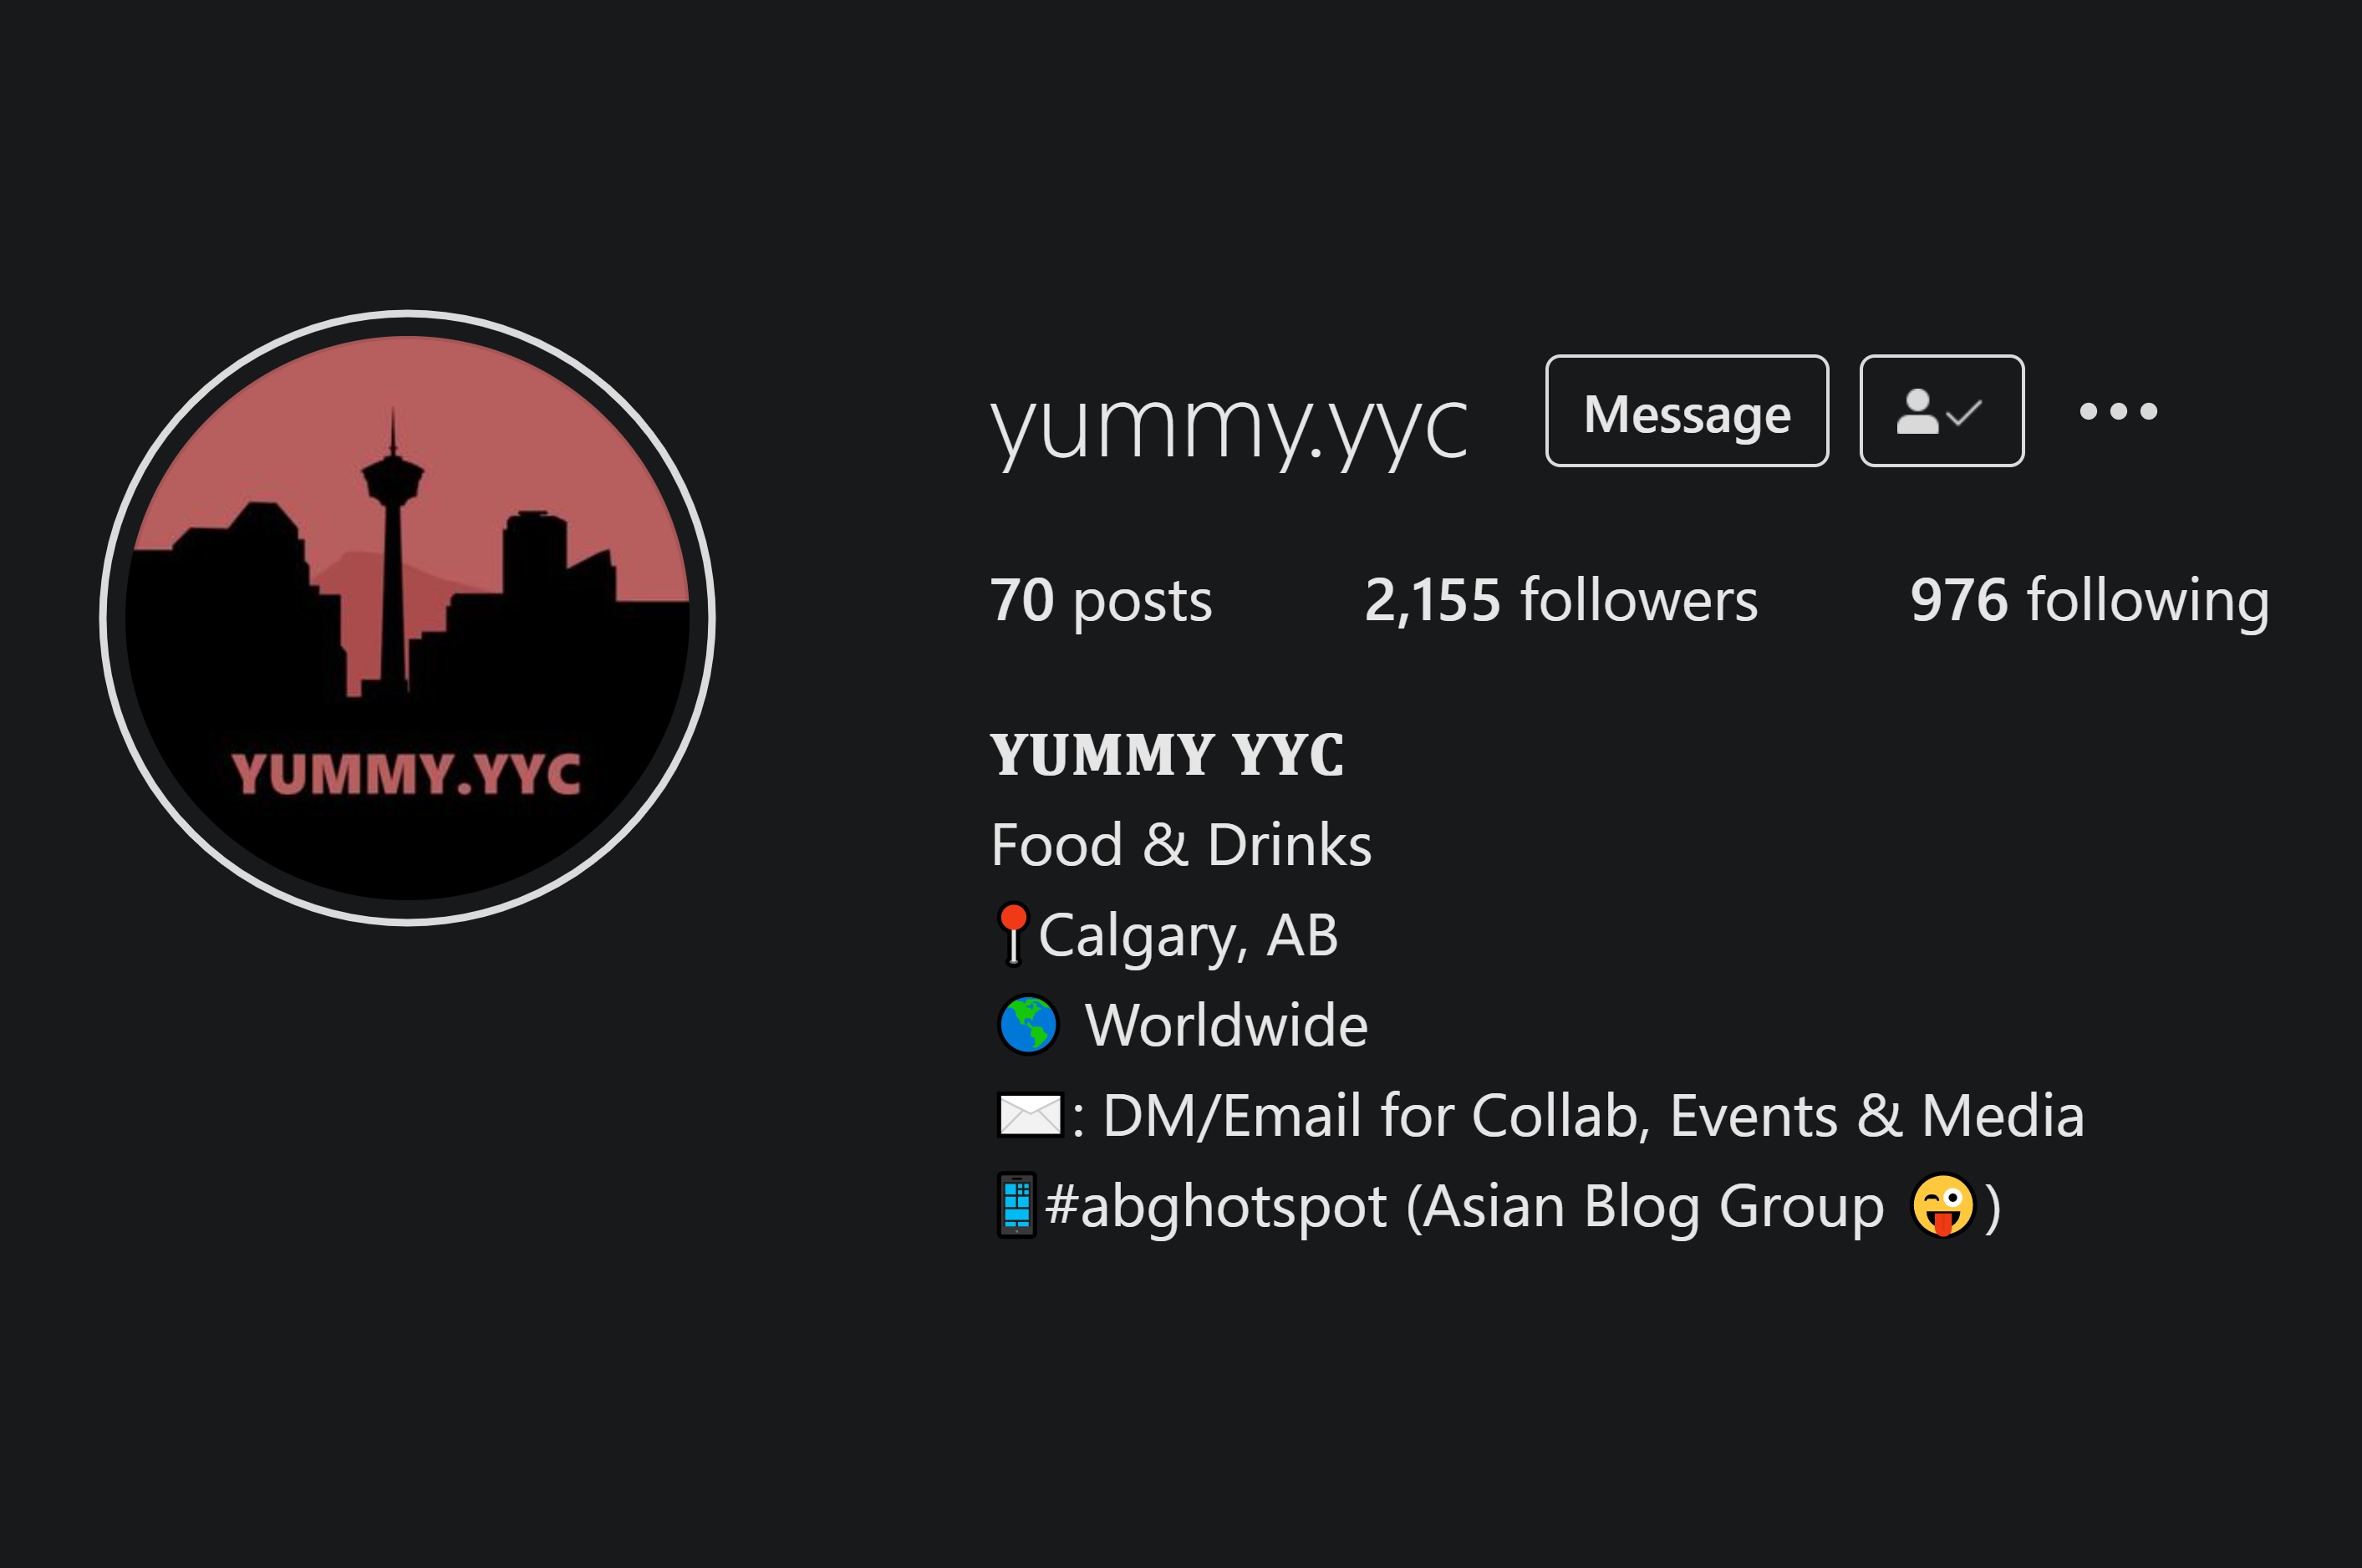 yummy.yyc Message
70 posts 2,155 followers 976 following
YUMMY YYC
Food & Drinks
📍Calgary, AB
🌎 Worldwide
✉️: DM/Email for Collab, Events & Media
📱#abghotspot (Asian Blog Group 😜)
YUMMY.YYC